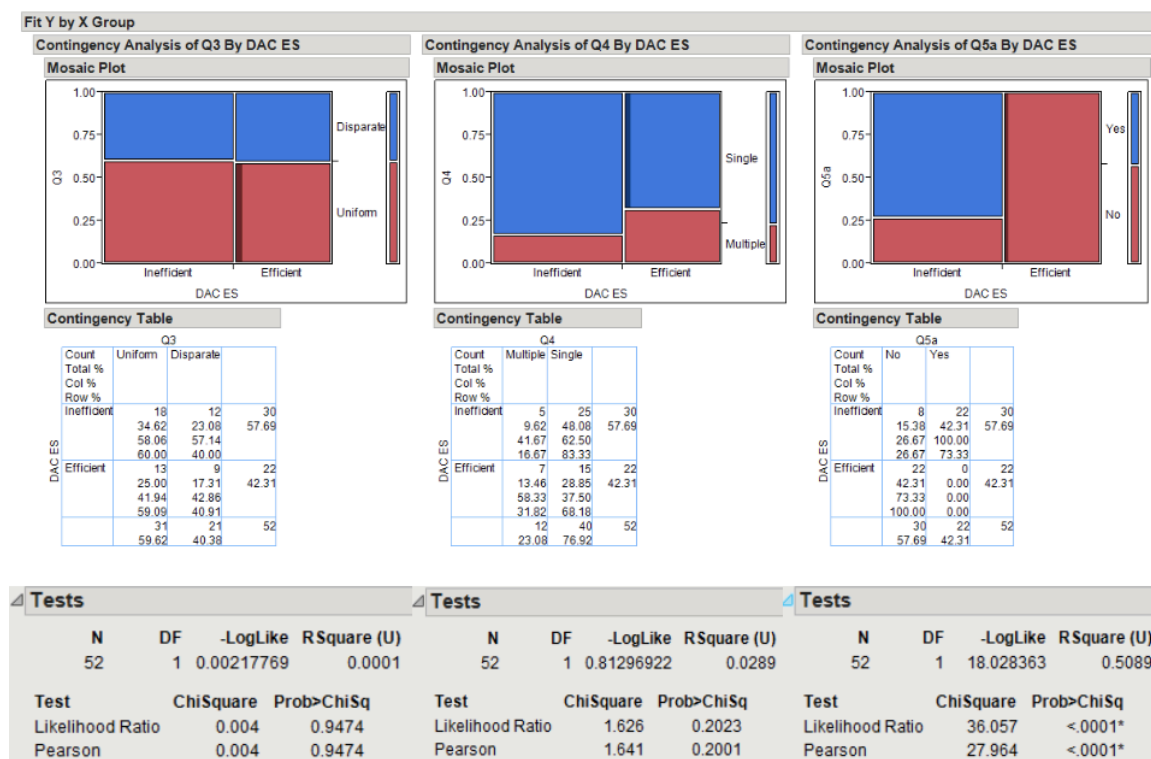 Fit Y by X Group
Contingency Analysis of Q3 By DAC ES
Mosaic Plot
1.00
0.75
0.50
0.25
0.00
Q3
Disparate
Uniform
Inefficient Efficient
DAC ES
Contingency Table
Q3
Count Uniform Disparate
Total %
Col %
Row %
DAC ES
Inefficient 18 12 30
34.62 23.08 57.69
58.06 57.14
60.00 40.00
Efficient 13 9 22
25.00 17.31 42.31
41.94 42.86
59.09 40.91
31 21 52
59.62 40.38
Contingency Analysis of Q4 By DAC ES
Mosaic Plot
1.00
0.75
0.50
0.25
0.00
Q4
Single
Multiple
Inefficient Efficient
DAC ES
Contingency Table
Q4
Count Multiple Single
Total %
Col %
Row %
DAC ES
Inefficient 5 25 30
9.62 48.08 57.69
41.67 62.50
16.67 83.33
Efficient 7 15 22
13.46 28.85 42.31
58.33 37.50
31.82 68.18
12 40 52
23.08 76.92
Contingency Analysis of Q5a By DAC ES
Mosaic Plot
1.00
0.75
0.50
0.25
0.00
Q5a
Yes
No
Inefficient Efficient
DAC ES
Contingency Table
Q5a
Count No Yes
Total %
Col %
Row %
DAC ES
Inefficient 8 22 30
15.38 42.31 57.69
26.67 100.00
26.67 73.33
Efficient 22 0 22
42.31 0.00 42.31
73.33 0.00
100.00 0.00
30 22 52
57.69 42.31
Tests
N DF -LogLike RSquare (U)
52 1 0.00217769 0.0001
Test ChiSquare Prob>ChiSq
Likelihood Ratio 0.004 0.9474
Pearson 0.004 0.9474
Tests
N DF -LogLike RSquare (U)
52 1 0.81296922 0.0289
Test ChiSquare Prob>ChiSq
Likelihood Ratio 1.626 0.2023
Pearson 1.641 0.2001
Tests
N DF -LogLike RSquare (U)
52 1 18.028363 0.5089
Test ChiSquare Prob>ChiSq
Likelihood Ratio 36.057 <.0001*
Pearson 27.964 <.0001*